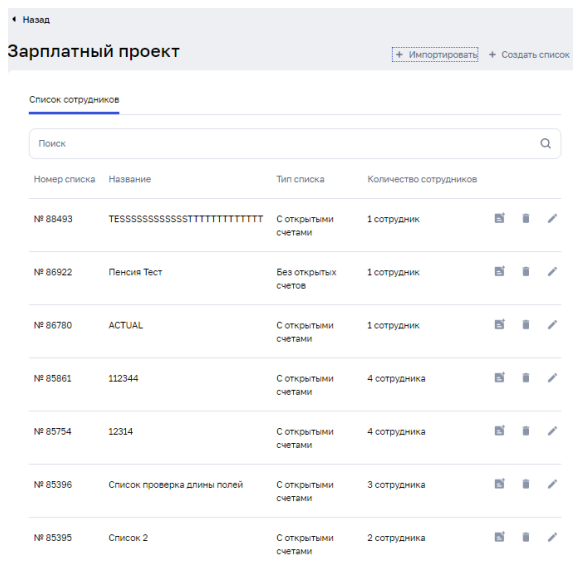 Назад
Зарплатный проект
+ Импортировать + Создать список
Список сотрудников
Поиск
Номер списка Название Тип списка Количество сотрудников
№ 88493 TESSSSSSSSSSSSTTTTTTTTTTTTT С открытыми 1 сотрудник
счетами
№ 86922 Пенсия Тест Без открытых 1 сотрудник
счетов
№ 86780 ACTUAL С открытыми 1 сотрудник
счетами
№ 85861 112344 С открытыми 4 сотрудника
счетами
№ 85754 12314 С открытыми 4 сотрудника
счетами
№ 85396 Список проверка длины полей С открытыми 3 сотрудника
счетами
№ 85395 Список 2 С открытыми 2 сотрудника
счетами